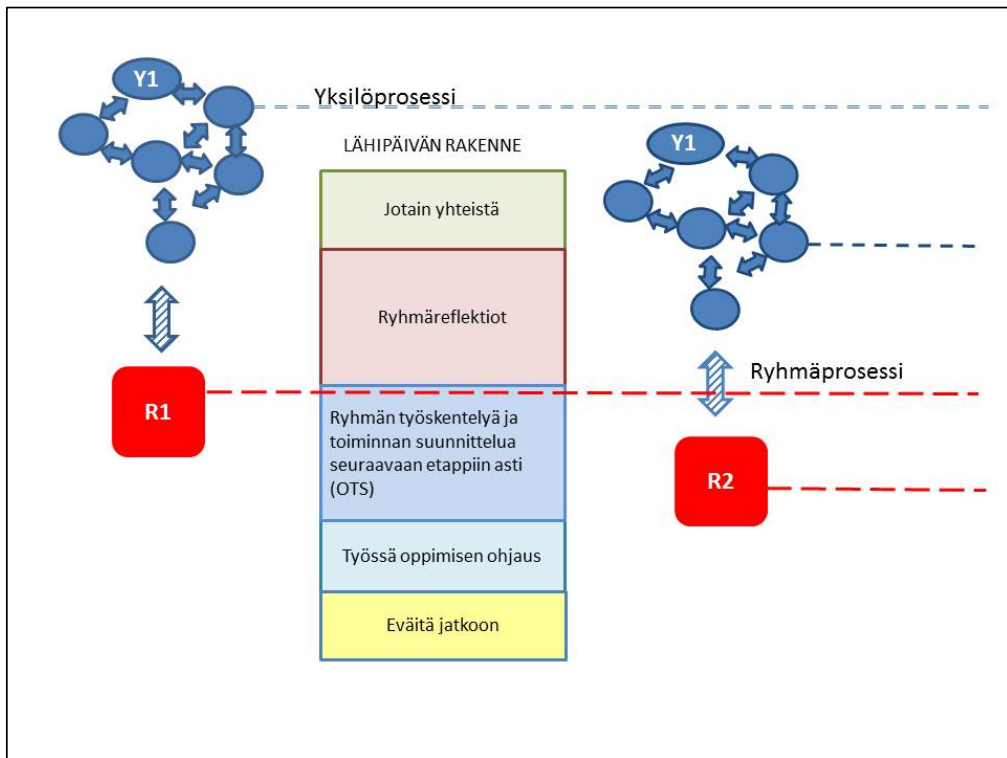 Y1
Yksilöprosessi
LÄHIPÄIVÄN RAKENNE
Y1
Jotain yhteistä
Ryhmäreflektiot
Ryhmäprosessi
R1
Ryhmän työskentelyä ja
toiminnan suunnittelua
seuraavaan etappiin asti
(OTS)
R2
Työssä oppimisen ohjaus
Eväitä jatkoon